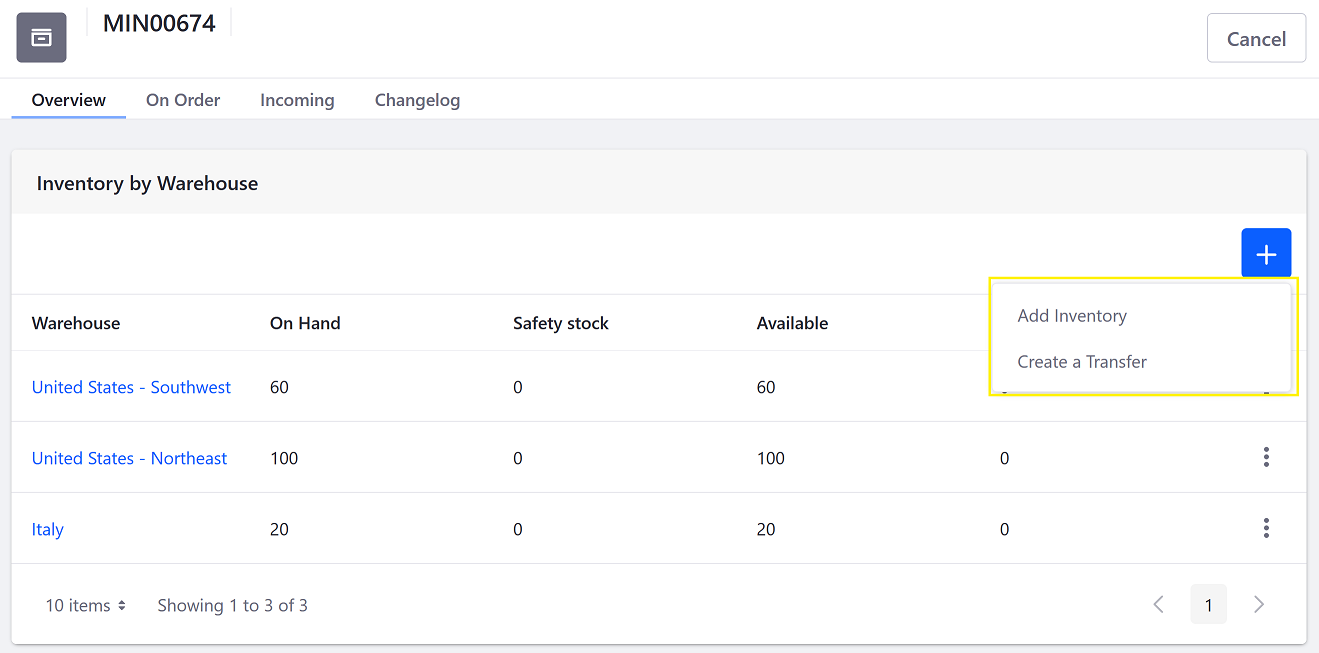 MIN00674
Cancel
Overview On Order Incoming Changelog
Inventory by Warehouse
Add Inventory
Create a Transfer
Warehouse On Hand Safety stock Available
United States - Southwest 60 0 60
United States - Northeast 100 0 100 0
Italy 20 0 20 0
10 items Showing 1 to 3 of 3 1